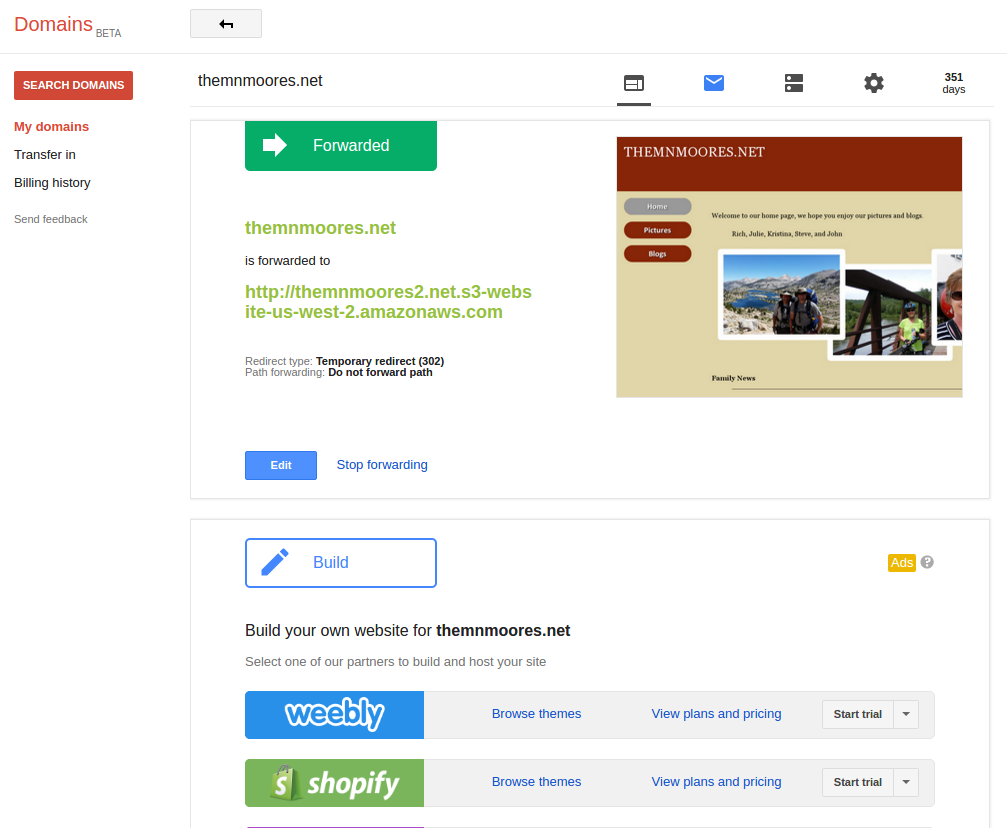 Domains BETA
SEARCH DOMAINS
My domains
Transfer in
Billing history
Send feedback
themnmoores.net
351
days
Forwarded
themnmoores.net
is forwarded to
http://themnmoores2.net.s3-webs
ite-us-west-2.amazonaws.com
Redirect type: Temporary redirect (302)
Path forwarding: Do not forward path
Edit
Stop forwarding
THEMNMOORES.NET
Home
Pictures
Blogs
Welcome to our home page, we hope you enjoy our pictures and blogs.
Rich, Julie, Kristina, Steve, and John
Family News
Build
Ads ?
Build your own website for themnmoores.net
Select one of our partners to build and host your site
weebly Browse themes View plans and pricing Start trial
shopify Browse themes View plans and pricing Start trial